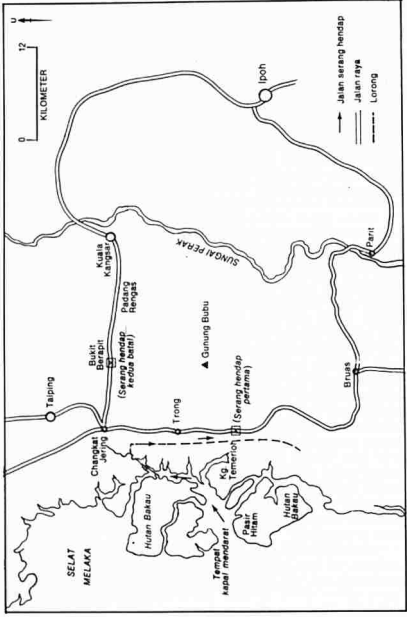 U
0 12
KILOMETER
Ipoh
Jalan serang hendap
Jalan raya
Lorong
Kuala
Kangsar
SUNGAI PERAK
Parit
Padang
Rengas
Bukit
Berapit
(Serang hendap
kedua batal)
Gunung Bubu
Taiping
Changkat
Jering
Trong
(Serang hendap
pertama)
Bruas
Kg.
Temerloh
Hutan Bakau
Pasir
Hitam
Hutan
Bakau
Tempat
kapal mendarat
SELAT
MELAKA